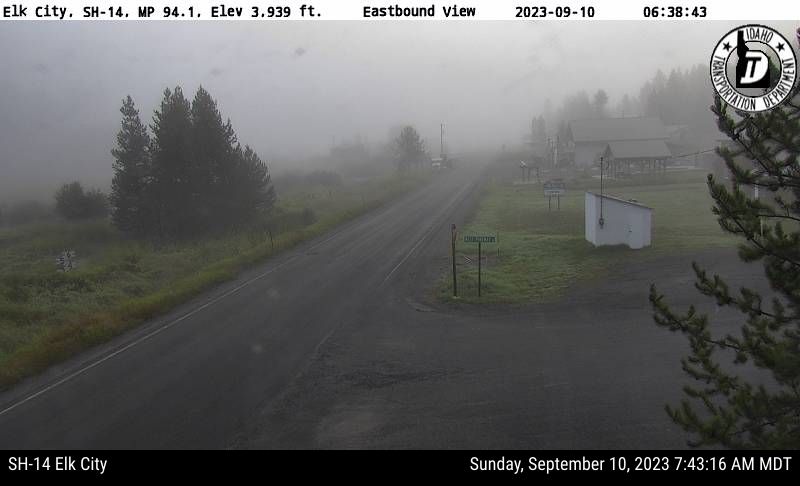 Elk City, SH-14, MP 94.1, Elev 3,939 ft. Eastbound View 2023-09-10 06:38:43
IDAHO
TRANSPORTATION DEPARTMENT
SH-14 Elk City Sunday, September 10, 2023 7:43:16 AM MDT